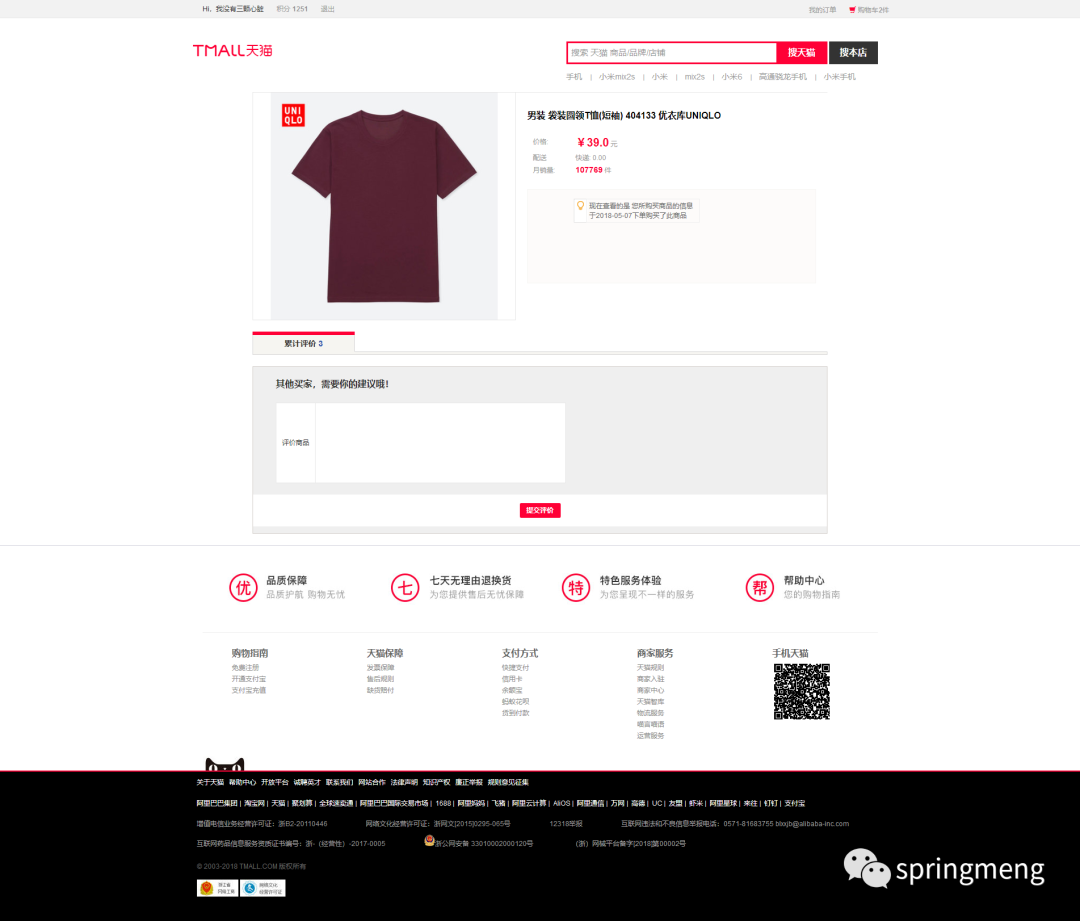 Hi，我没有三颗心脏 积分 1251 退出 我的订单 购物车2件
TMALL天猫
搜索 天猫 商品/品牌/店铺 搜天猫 搜本店
手机 | 小米mix2s | 小米 | mix2s | 小米6 | 高通骁龙手机 | 小米手机
UNI
QLO
男装 袋装圆领T恤(短袖) 404133 优衣库UNIQLO
价格: ¥39.0元
配送 快递: 0.00
月销量: 107769 件
现在查看的是 您所购买商品的信息
于2018-05-07下单购买了此商品
累计评价 3
其他买家，需要你的建议哦!
评价商品
提交评价
优 品质保障
品质护航 购物无忧
七 七天无理由退换货
为您提供售后无忧保障
特 特色服务体验
为您呈现不一样的服务
帮 帮助中心
您的购物指南
购物指南
免费注册
开通支付宝
支付宝充值
天猫保障
发票保障
售后规则
缺货赔付
支付方式
快捷支付
信用卡
余额宝
蚂蚁花呗
货到付款
商家服务
天猫规则
商家入驻
商家中心
天猫智库
物流服务
喵言喵语
运营服务
手机天猫
关于天猫 帮助中心 开放平台 诚聘英才 联系我们 网站合作 法律声明 知识产权 廉正举报 规则意见征集
阿里巴巴集团 | 淘宝网 | 天猫 | 聚划算 | 全球速卖通 | 阿里巴巴国际交易市场 | 1688 | 阿里妈妈 | 飞猪 | 阿里云计算 | AliOS | 阿里通信 | 万网 | 高德 | UC | 友盟 | 虾米 | 阿里星球 | 来往 | 钉钉 | 支付宝
增值电信业务经营许可证：浙B2-20110446 网络文化经营许可证：浙网文[2015]0295-065号 12318举报 互联网违法和不良信息举报电话：0571-81683755 blxxjb@alibaba-inc.com
互联网药品信息服务资质证书编号：浙-（经营性）-2017-0005 浙公网安备 33010002000120号 （浙）网械平台备字[2018]第00002号
© 2003-2018 TMALL.COM 版权所有
springmeng